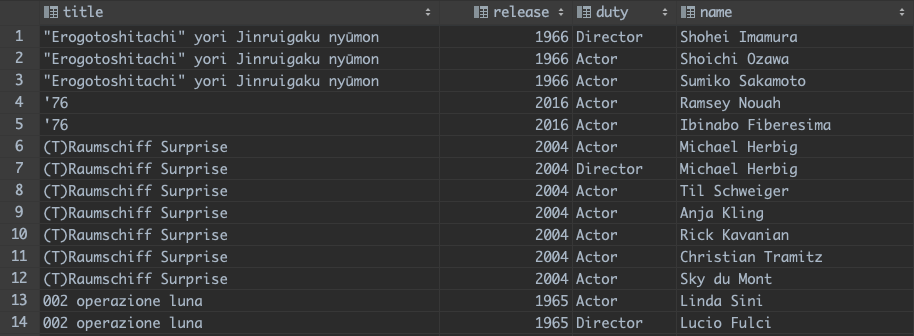 title release duty name
1 "Erogotoshitachi" yori Jinruigaku nyūmon 1966 Director Shohei Imamura
2 "Erogotoshitachi" yori Jinruigaku nyūmon 1966 Actor Shoichi Ozawa
3 "Erogotoshitachi" yori Jinruigaku nyūmon 1966 Actor Sumiko Sakamoto
4 '76 2016 Actor Ramsey Nouah
5 '76 2016 Actor Ibinabo Fiberesima
6 (T)Raumschiff Surprise 2004 Actor Michael Herbig
7 (T)Raumschiff Surprise 2004 Director Michael Herbig
8 (T)Raumschiff Surprise 2004 Actor Til Schweiger
9 (T)Raumschiff Surprise 2004 Actor Anja Kling
10 (T)Raumschiff Surprise 2004 Actor Rick Kavanian
11 (T)Raumschiff Surprise 2004 Actor Christian Tramitz
12 (T)Raumschiff Surprise 2004 Actor Sky du Mont
13 002 operazione luna 1965 Actor Linda Sini
14 002 operazione luna 1965 Director Lucio Fulci